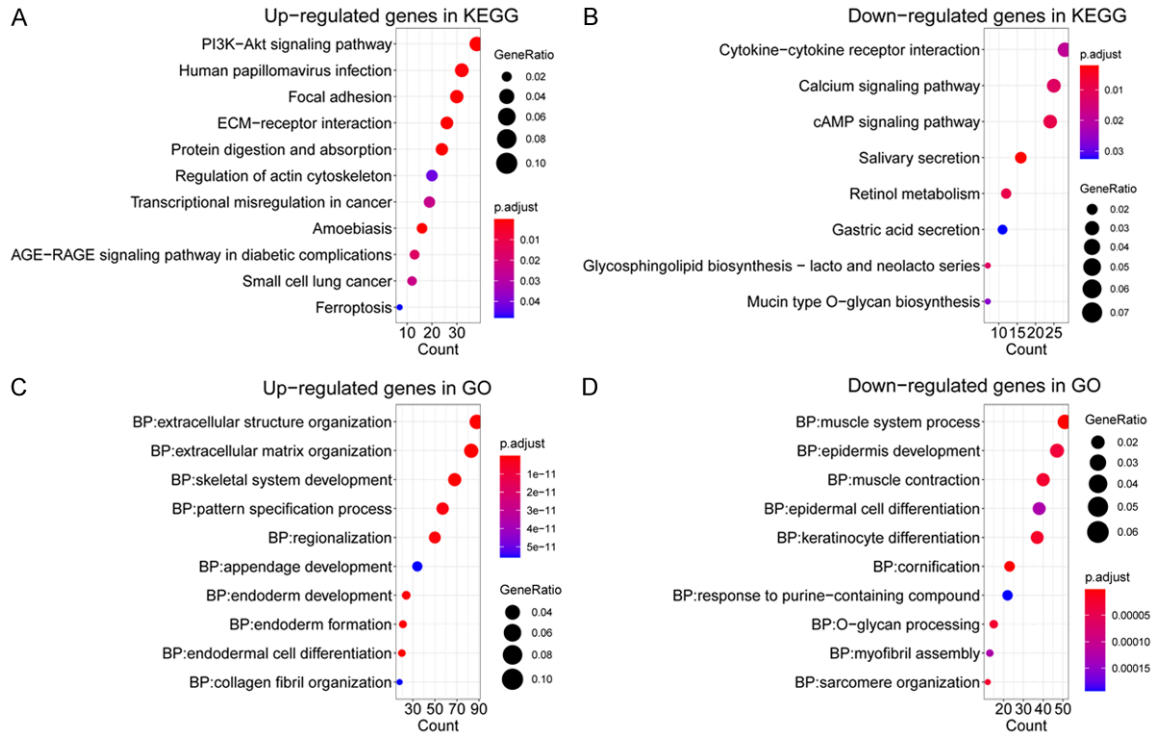 A
Up-regulated genes in KEGG
PI3K-Akt signaling pathway
Human papillomavirus infection
Focal adhesion
ECM-receptor interaction
Protein digestion and absorption
Regulation of actin cytoskeleton
Transcriptional misregulation in cancer
Amoebiasis
AGE-RAGE signaling pathway in diabetic complications
Small cell lung cancer
Ferroptosis
10 20 30
Count
GeneRatio
0.02
0.04
0.06
0.08
0.10
p.adjust
0.01
0.02
0.03
0.04
B
Down-regulated genes in KEGG
Cytokine-cytokine receptor interaction
Calcium signaling pathway
cAMP signaling pathway
Salivary secretion
Retinol metabolism
Gastric acid secretion
Glycosphingolipid biosynthesis - lacto and neolacto series
Mucin type O-glycan biosynthesis
10 15 20 25
Count
p.adjust
0.01
0.02
0.03
GeneRatio
0.02
0.03
0.04
0.05
0.06
0.07
C
Up-regulated genes in GO
BP:extracellular structure organization
BP:extracellular matrix organization
BP:skeletal system development
BP:pattern specification process
BP:regionalization
BP:appendage development
BP:endoderm development
BP:endoderm formation
BP:endodermal cell differentiation
BP:collagen fibril organization
30 50 70 90
Count
p.adjust
1e-11
2e-11
3e-11
4e-11
5e-11
GeneRatio
0.04
0.06
0.08
0.10
D
Down-regulated genes in GO
BP:muscle system process
BP:epidermis development
BP:muscle contraction
BP:epidermal cell differentiation
BP:keratinocyte differentiation
BP:cornification
BP:response to purine-containing compound
BP:O-glycan processing
BP:myofibril assembly
BP:sarcomere organization
20 30 40 50
Count
GeneRatio
0.02
0.03
0.04
0.05
0.06
p.adjust
0.00005
0.00010
0.00015